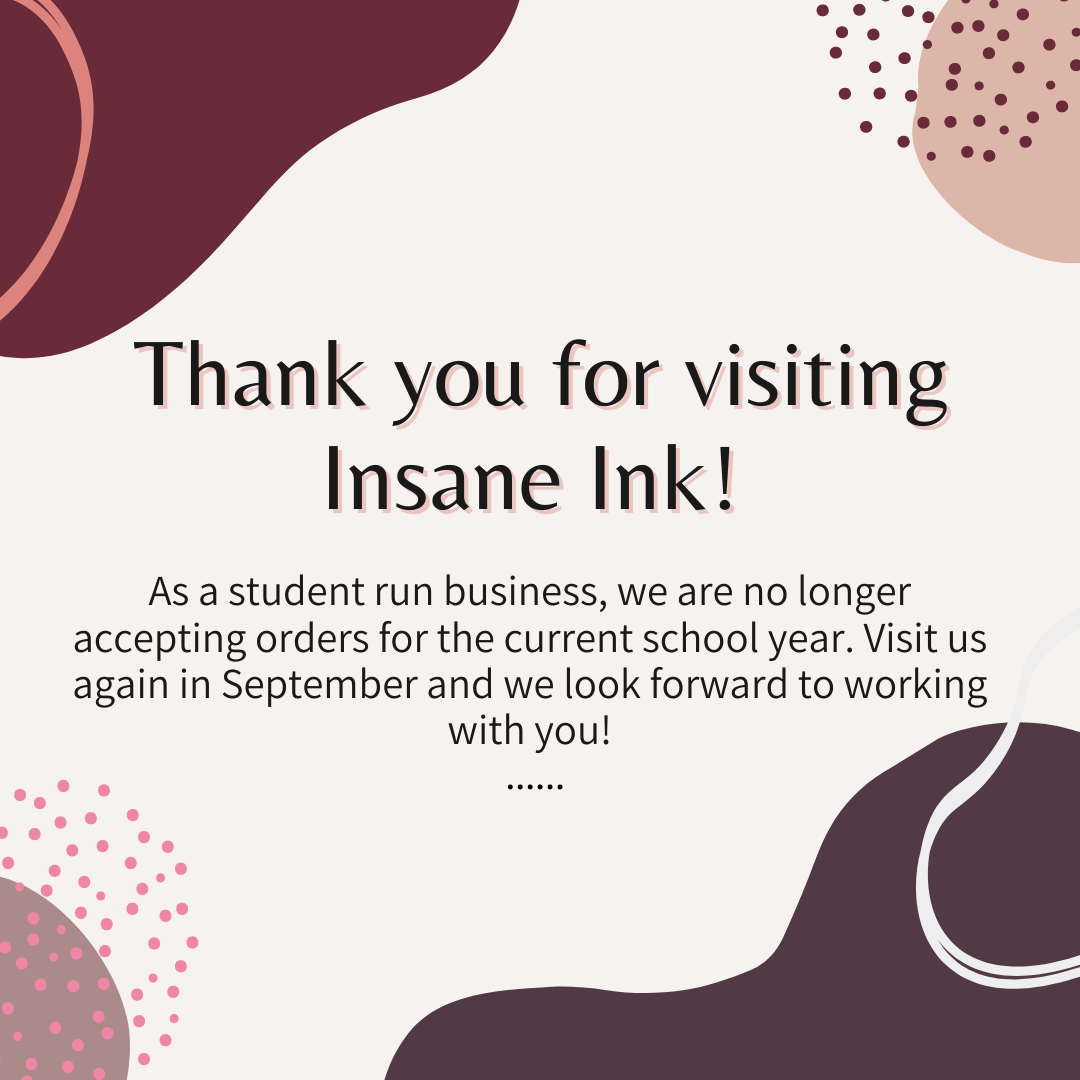 Thank you for visiting
Insane Ink!
As a student run business, we are no longer
accepting orders for the current school year. Visit us
again in September and we look forward to working
with you!
......